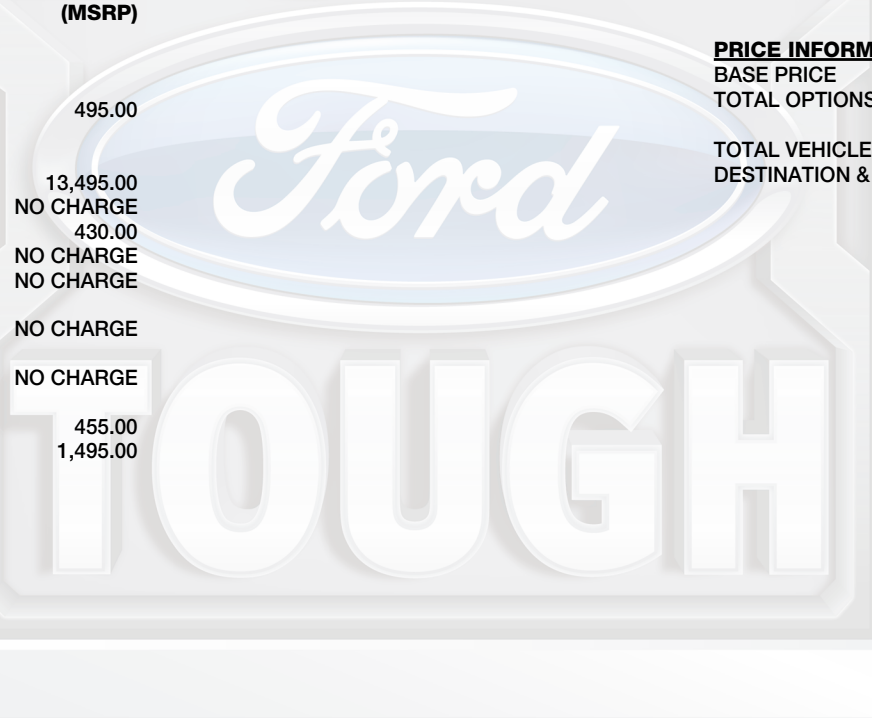 (MSRP)
495.00
13,495.00
NO CHARGE
430.00
NO CHARGE
NO CHARGE
NO CHARGE
NO CHARGE
455.00
1,495.00
PRICE INFORM
BASE PRICE
TOTAL OPTIONS
TOTAL VEHICLE
DESTINATION &
Ford
TOUGH